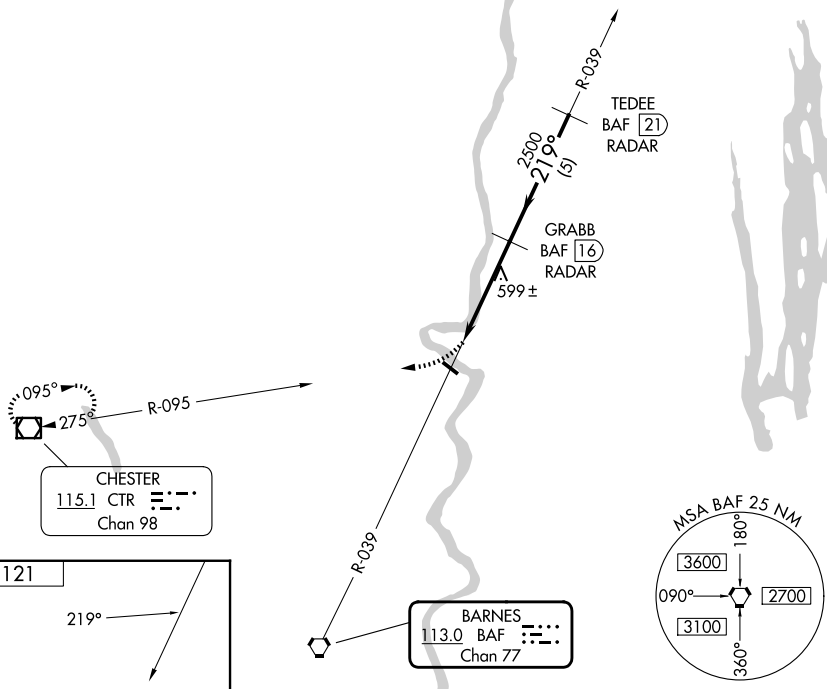 R-039
TEDEE
BAF 21
RADAR
2500
219°
(5)
GRABB
BAF 16
RADAR
599 ±
095°
275°
R-095
CHESTER
115.1 CTR
Chan 98
R-039
121
219°
BARNES
113.0 BAF
Chan 77
MSA BAF 25 NM
180°
3600
090°
2700
3100
360°